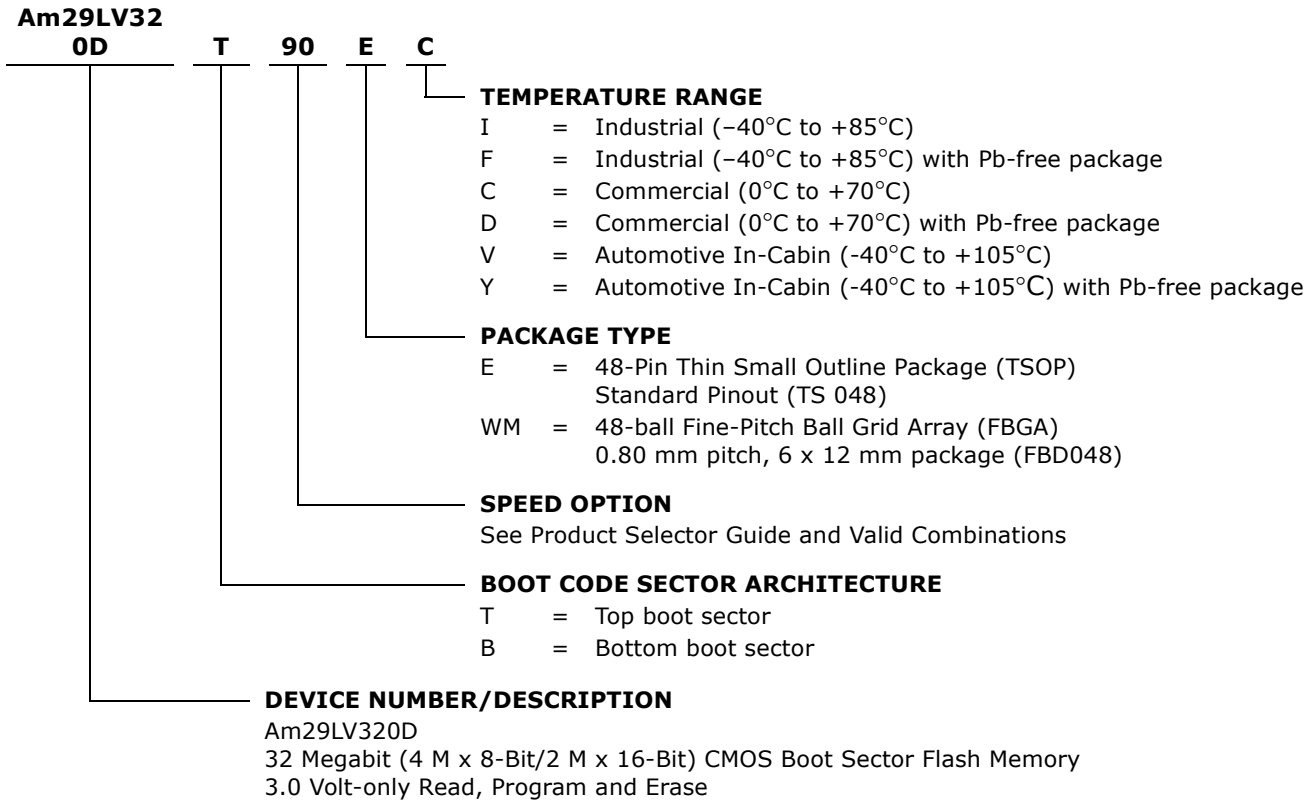 Am29LV32
0D T 90 E C
TEMPERATURE RANGE
I = Industrial (–40°C to +85°C)
F = Industrial (–40°C to +85°C) with Pb-free package
C = Commercial (0°C to +70°C)
D = Commercial (0°C to +70°C) with Pb-free package
V = Automotive In-Cabin (-40°C to +105°C)
Y = Automotive In-Cabin (-40°C to +105°C) with Pb-free package
PACKAGE TYPE
E = 48-Pin Thin Small Outline Package (TSOP)
Standard Pinout (TS 048)
WM = 48-ball Fine-Pitch Ball Grid Array (FBGA)
0.80 mm pitch, 6 x 12 mm package (FBD048)
SPEED OPTION
See Product Selector Guide and Valid Combinations
BOOT CODE SECTOR ARCHITECTURE
T = Top boot sector
B = Bottom boot sector
DEVICE NUMBER/DESCRIPTION
Am29LV320D
32 Megabit (4 M x 8-Bit/2 M x 16-Bit) CMOS Boot Sector Flash Memory
3.0 Volt-only Read, Program and Erase